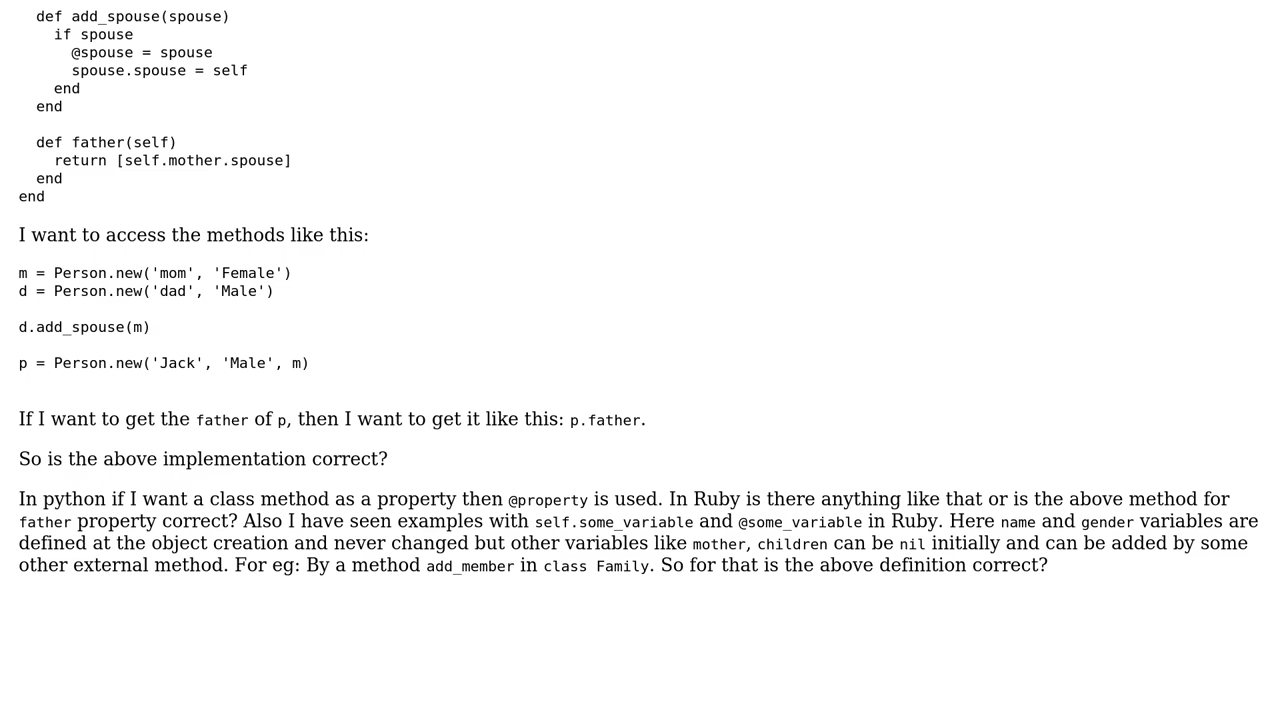 def add_spouse(spouse)
if spouse
@spouse = spouse
spouse.spouse = self
end
end
def father(self)
return [self.mother.spouse]
end
end
I want to access the methods like this:
m = Person.new('mom', 'Female')
d = Person.new('dad', 'Male')
d.add_spouse(m)
p = Person.new('Jack', 'Male', m)
If I want to get the father of p, then I want to get it like this: p.father.
So is the above implementation correct?
In python if I want a class method as a property then @property is used. In Ruby is there anything like that or is the above method for
father property correct? Also I have seen examples with self.some_variable and @some_variable in Ruby. Here name and gender variables are
defined at the object creation and never changed but other variables like mother, children can be nil initially and can be added by some
other external method. For eg: By a method add_member in class Family. So for that is the above definition correct?